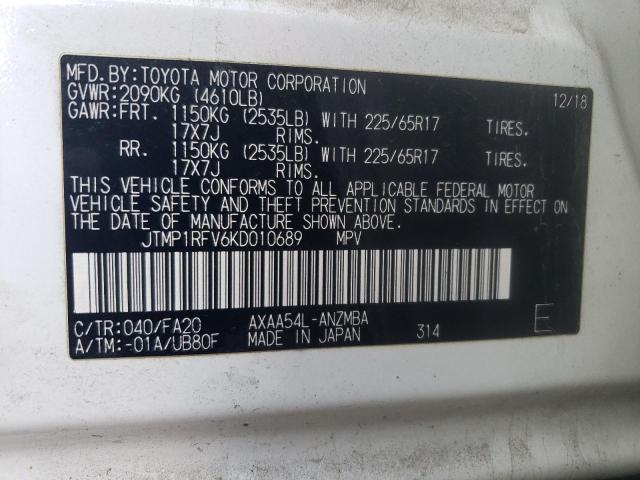 MFD.BY:TOYOTA MOTOR CORPORATION 12/18
GVWR:2090KG (4610LB)
GAWR:FRT. 1150KG (2535LB) WITH 225/65R17 TIRES.
17X7J RIMS.
RR. 1150KG (2535LB) WITH 225/65R17 TIRES.
17X7J RIMS.
THIS VEHICLE CONFORMS TO ALL APPLICABLE FEDERAL MOTOR
VEHICLE SAFETY AND THEFT PREVENTION STANDARDS IN EFFECT ON
THE DATE OF MANUFACTURE SHOWN ABOVE.
JTMP1RFV6KD010689 MPV
C/TR:040/FA20 AXAA54L-ANZMBA
A/TM:-01A/UB80F MADE IN JAPAN 314 E